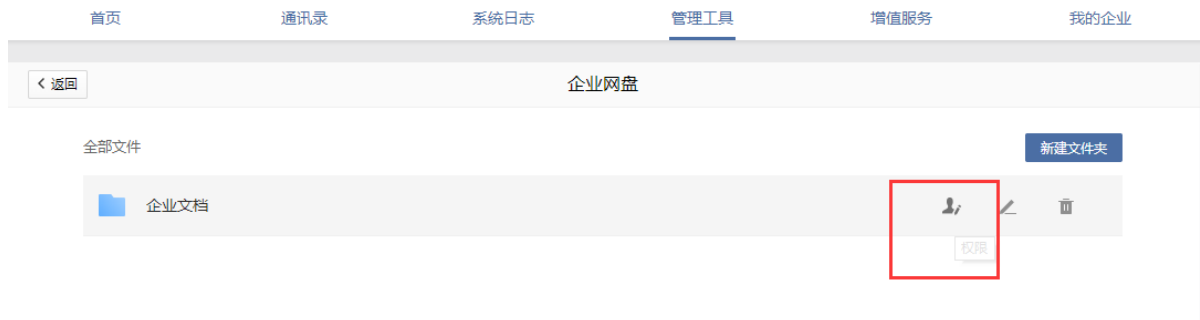 首页 通讯录 系统日志 管理工具 增值服务 我的企业
返回 企业网盘
全部文件 新建文件夹
企业文档
权限